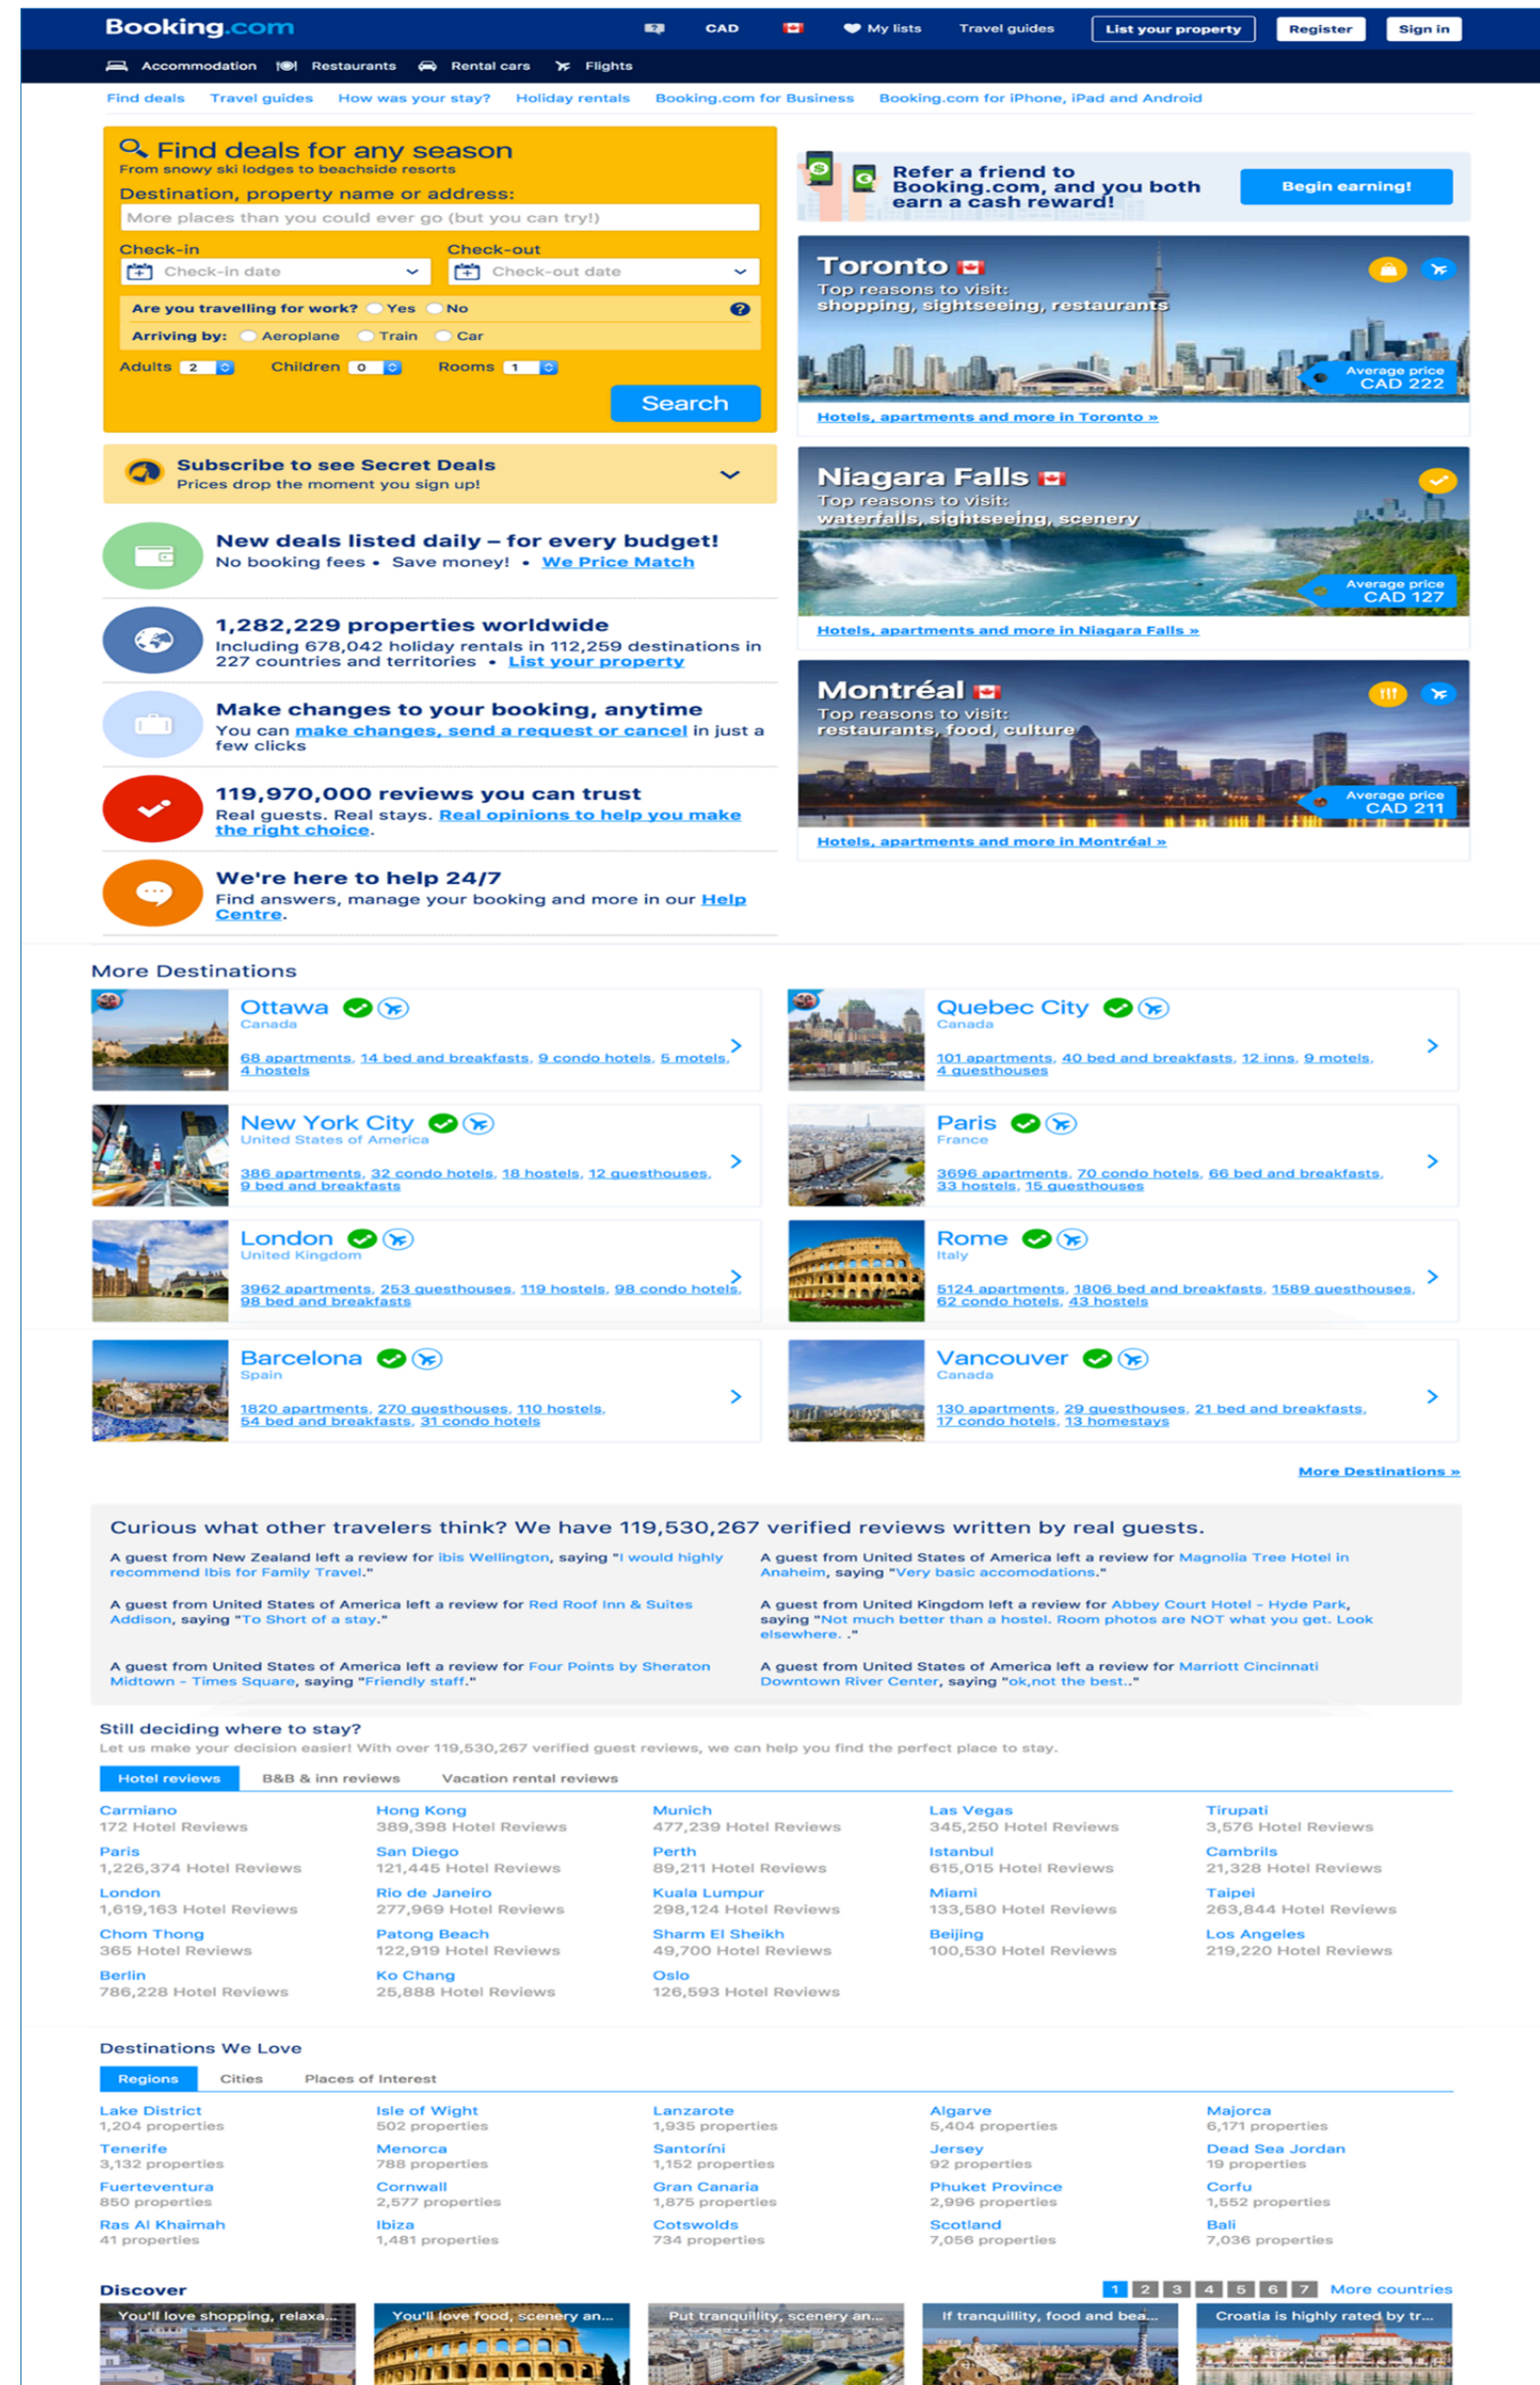 Booking.com
CAD My lists Travel guides List your property Register Sign in
Accommodation Restaurants Rental cars Flights
Find deals Travel guides How was your stay? Holiday rentals Booking.com for Business Booking.com for iPhone, iPad and Android
Find deals for any season
From snowy ski lodges to beachside resorts
Destination, property name or address:
More places than you could ever go (but you can try!)
Check-in Check-out
Check-in date Check-out date
Are you travelling for work? Yes No ?
Arriving by: Aeroplane Train Car
Adults 2 Children 0 Rooms 1
Search
Subscribe to see Secret Deals
Prices drop the moment you sign up!
New deals listed daily – for every budget!
No booking fees • Save money! • We Price Match
1,282,229 properties worldwide
Including 678,042 holiday rentals in 112,259 destinations in
227 countries and territories • List your property
Make changes to your booking, anytime
You can make changes, send a request or cancel in just a
few clicks
119,970,000 reviews you can trust
Real guests. Real stays. Real opinions to help you make
the right choice.
We're here to help 24/7
Find answers, manage your booking and more in our Help
Centre.
Refer a friend to
Booking.com, and you both
earn a cash reward!
Begin earning!
Toronto
Top reasons to visit:
shopping, sightseeing, restaurants
Average price
CAD 222
Hotels, apartments and more in Toronto »
Niagara Falls
Top reasons to visit:
waterfalls, sightseeing, scenery
Average price
CAD 127
Hotels, apartments and more in Niagara Falls »
Montréal
Top reasons to visit:
restaurants, food, culture
Average price
CAD 211
Hotels, apartments and more in Montréal »
More Destinations
Ottawa
Canada
68 apartments, 14 bed and breakfasts, 9 condo hotels, 5 motels,
4 hostels
Quebec City
Canada
101 apartments, 40 bed and breakfasts, 12 inns, 9 motels,
4 guesthouses
New York City
United States of America
386 apartments, 32 condo hotels, 18 hostels, 12 guesthouses,
9 bed and breakfasts
Paris
France
3696 apartments, 70 condo hotels, 66 bed and breakfasts,
33 hostels, 15 guesthouses
London
United Kingdom
3962 apartments, 253 guesthouses, 119 hostels, 98 condo hotels,
98 bed and breakfasts
Rome
Italy
5124 apartments, 1806 bed and breakfasts, 1589 guesthouses,
62 condo hotels, 43 hostels
Barcelona
Spain
1820 apartments, 270 guesthouses, 110 hostels,
54 bed and breakfasts, 31 condo hotels
Vancouver
Canada
130 apartments, 29 guesthouses, 21 bed and breakfasts,
17 condo hotels, 13 homestays
More Destinations »
Curious what other travelers think? We have 119,530,267 verified reviews written by real guests.
A guest from New Zealand left a review for ibis Wellington, saying "I would highly
recommend Ibis for Family Travel."
A guest from United States of America left a review for Magnolia Tree Hotel in
Anaheim, saying "Very basic accomodations."
A guest from United States of America left a review for Red Roof Inn & Suites
Addison, saying "To Short of a stay."
A guest from United Kingdom left a review for Abbey Court Hotel - Hyde Park,
saying "Not much better than a hostel. Room photos are NOT what you get. Look
elsewhere. ."
A guest from United States of America left a review for Four Points by Sheraton
Midtown - Times Square, saying "Friendly staff."
A guest from United States of America left a review for Marriott Cincinnati
Downtown River Center, saying "ok,not the best.."
Still deciding where to stay?
Let us make your decision easier! With over 119,530,267 verified guest reviews, we can help you find the perfect place to stay.
Hotel reviews B&B & inn reviews Vacation rental reviews
Carmiano Hong Kong Munich Las Vegas Tirupati
172 Hotel Reviews 389,398 Hotel Reviews 477,239 Hotel Reviews 345,250 Hotel Reviews 3,576 Hotel Reviews
Paris San Diego Perth Istanbul Cambrils
1,226,374 Hotel Reviews 121,445 Hotel Reviews 89,211 Hotel Reviews 615,015 Hotel Reviews 21,328 Hotel Reviews
London Rio de Janeiro Kuala Lumpur Miami Taipei
1,619,163 Hotel Reviews 277,969 Hotel Reviews 298,124 Hotel Reviews 133,580 Hotel Reviews 263,844 Hotel Reviews
Chom Thong Patong Beach Sharm El Sheikh Beijing Los Angeles
365 Hotel Reviews 122,919 Hotel Reviews 49,700 Hotel Reviews 100,530 Hotel Reviews 219,220 Hotel Reviews
Berlin Ko Chang Oslo
786,228 Hotel Reviews 25,888 Hotel Reviews 126,593 Hotel Reviews
Destinations We Love
Regions Cities Places of Interest
Lake District Isle of Wight Lanzarote Algarve Majorca
1,204 properties 502 properties 1,935 properties 5,404 properties 6,171 properties
Tenerife Menorca Santoríni Jersey Dead Sea Jordan
3,132 properties 788 properties 1,152 properties 92 properties 19 properties
Fuerteventura Cornwall Gran Canaria Phuket Province Corfu
850 properties 2,577 properties 1,875 properties 2,996 properties 1,552 properties
Ras Al Khaimah Ibiza Cotswolds Scotland Bali
41 properties 1,481 properties 734 properties 7,056 properties 7,036 properties
Discover 1 2 3 4 5 6 7 More countries
You'll love shopping, relaxa... You'll love food, scenery an... Put tranquillity, scenery an... If tranquillity, food and bea... Croatia is highly rated by tr...